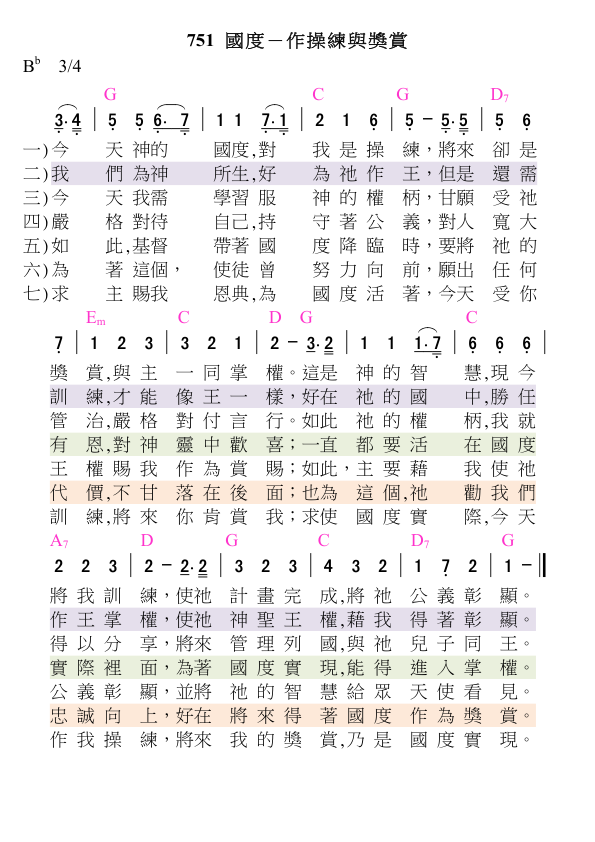 751 國度－作操練與獎賞
Bb 3/4
G C G D7
3·4 | 5 5 6· 7 | 1 1 7·1 | 2 1 6 | 5 – 5·5 | 5 6
一)今 天 神的 國度,對 我 是 操 練，將來 卻 是
二)我 們 為神 所生,好 為 祂 作 王，但是 還 需
三)今 天 我需 學習 服 神 的 權 柄，甘願 受 祂
四)嚴 格 對待 自己,持 守 著 公 義，對人 寬 大
五)如 此,基督 帶著 國 度 降 臨 時，要將 祂 的
六)為 著 這個， 使徒 曾 努 力 向 前，願出 任 何
七)求 主 賜我 恩典,為 國 度 活 著，今天 受 你
Em C D G C
7 | 1 2 3 | 3 2 1 | 2 – 3·2 | 1 1 1·7 | 6 6 6 |
獎 賞,與 主 一 同 掌 權。這是 神 的 智 慧,現 今
訓 練,才 能 像 王 一 樣，好在 祂 的 國 中,勝 任
管 治,嚴 格 對 付 言 行。如此 祂 的 權 柄,我 就
有 恩,對 神 靈 中 歡 喜；一直 都 要 活 在 國 度
王 權 賜 我 作 為 賞 賜；如此，主 要 藉 我 使 祂
代 價,不 甘 落 在 後 面；也為 這 個,祂 勸 我 們
訓 練,將 來 你 肯 賞 我；求使 國 度 實 際,今 天
A7 D G C D7 G
2 2 3 | 2 – 2·2 | 3 2 3 | 4 3 2 | 1 7 2 | 1 – ||
將 我 訓 練，使祂 計 畫 完 成,將 祂 公 義 彰 顯。
作 王 掌 權，使祂 神 聖 王 權,藉 我 得 著 彰 顯。
得 以 分 享，將來 管 理 列 國,與 祂 兒 子 同 王。
實 際 裡 面，為著 國 度 實 現,能 得 進 入 掌 權。
公 義 彰 顯，並將 祂 的 智 慧 給 眾 天 使 看 見。
忠 誠 向 上，好在 將 來 得 著 國 度 作 為 獎 賞。
作 我 操 練，將來 我 的 獎 賞,乃 是 國 度 實 現。